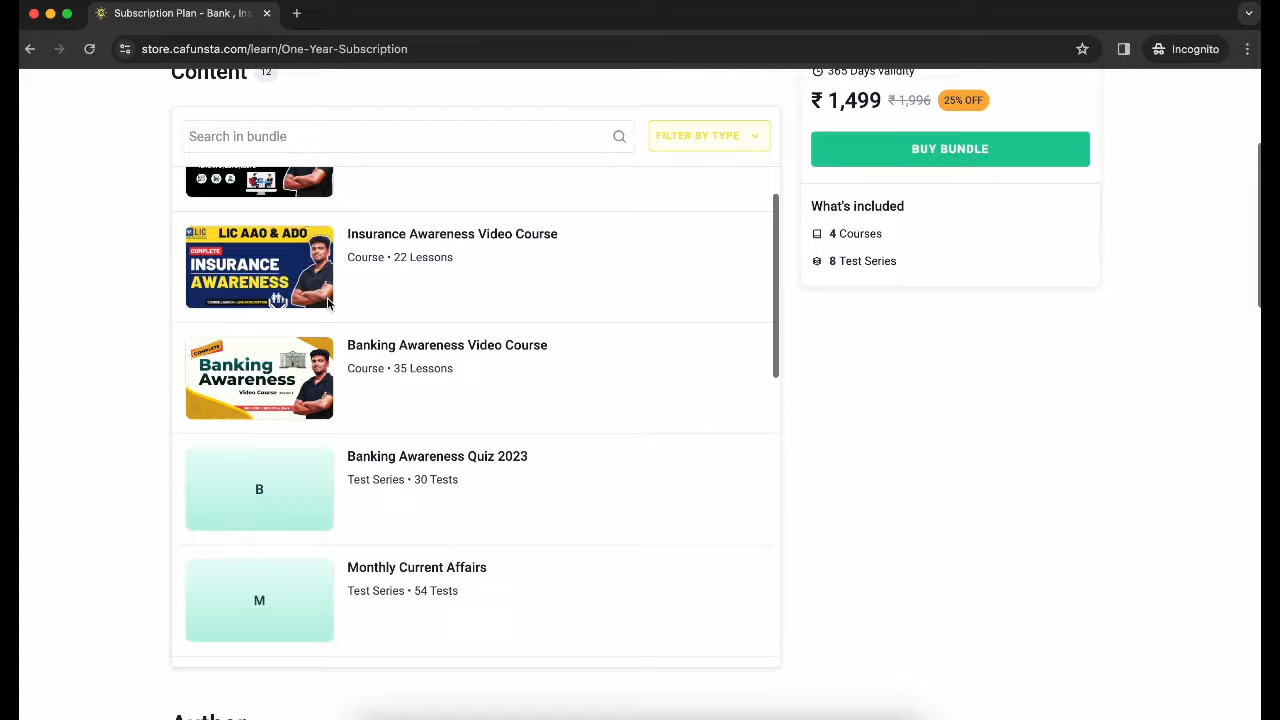 Subscription Plan - Bank , Ins
store.cafunsta.com/learn/One-Year-Subscription
Incognito
Content 12
Search in bundle
FILTER BY TYPE
LIC
LIC AAO & ADO
COMPLETE
INSURANCE
AWARENESS
Insurance Awareness Video Course
Course • 22 Lessons
COMPLETE
Banking
Awareness
Video Course
Banking Awareness Video Course
Course • 35 Lessons
B
Banking Awareness Quiz 2023
Test Series • 30 Tests
M
Monthly Current Affairs
Test Series • 54 Tests
Author
365 Days validity
₹ 1,499 ₹ 1,996 25% OFF
BUY BUNDLE
What's included
4 Courses
8 Test Series